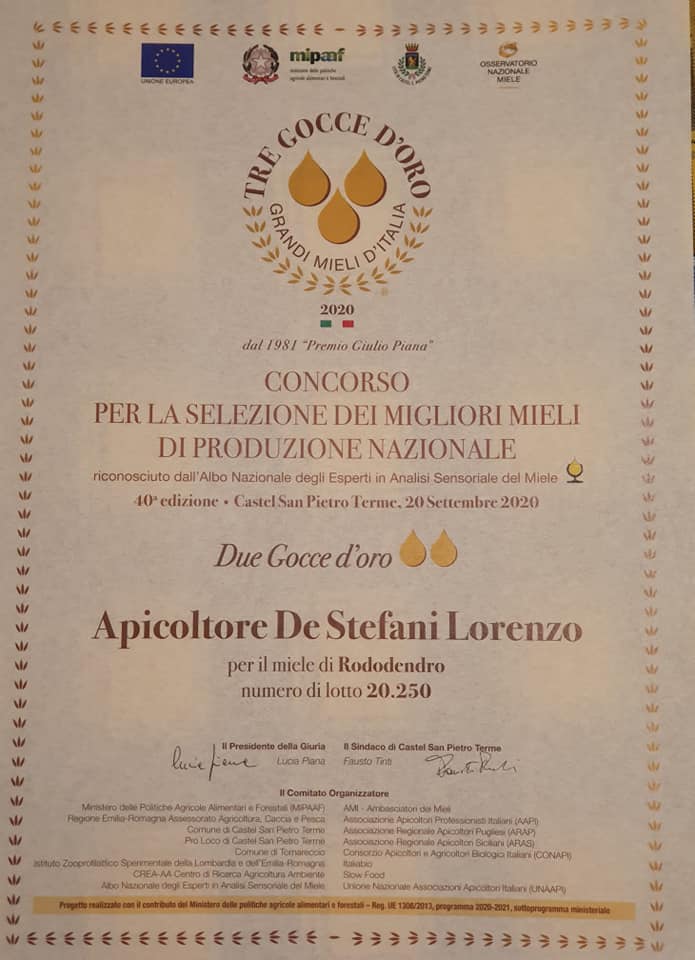 UNIONE EUROPEA
mipaaf
ministero delle politiche
agricole alimentari e forestali
OSSERVATORIO
NAZIONALE
MIELE
TRE GOCCE D'ORO
GRANDI MIELI D'ITALIA
2020
dal 1981 "Premio Giulio Piana"
CONCORSO
PER LA SELEZIONE DEI MIGLIORI MIELI
DI PRODUZIONE NAZIONALE
riconosciuto dall'Albo Nazionale degli Esperti in Analisi Sensoriale del Miele
40ª edizione • Castel San Pietro Terme, 20 Settembre 2020
Due Gocce d'oro
Apicoltore De Stefani Lorenzo
per il miele di Rododendro
numero di lotto 20.250
Il Presidente della Giuria
Lucia Piana
Il Sindaco di Castel San Pietro Terme
Fausto Tinti
Il Comitato Organizzatore
Ministero delle Politiche Agricole Alimentari e Forestali (MIPAAF)
Regione Emilia-Romagna Assessorato Agricoltura, Caccia e Pesca
Comune di Castel San Pietro Terme
Pro Loco di Castel San Pietro Terme
Comune di Tornareccio
Istituto Zooprofilattico Sperimentale della Lombardia e dell'Emilia-Romagna
CREA-AA Centro di Ricerca Agricoltura Ambiente
Albo Nazionale degli Esperti in Analisi Sensoriale del Miele
AMI - Ambasciatori dei Mieli
Associazione Apicoltori Professionisti Italiani (AAPI)
Associazione Regionale Apicoltori Pugliesi (ARAP)
Associazione Regionale Apicoltori Siciliani (ARAS)
Consorzio Apicoltori e Agricoltori Biologici Italiani (CONAPI)
Italiabio
Slow Food
Unione Nazionale Associazioni Apicoltori Italiani (UNAAPI)
Progetto realizzato con il contributo del Ministero delle politiche agricole alimentari e forestali – Reg. UE 1308/2013, programma 2020-2021, sottoprogramma ministeriale